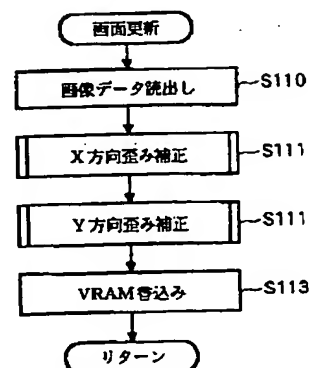 画面更新
画像データ読出し S110
X方向歪み補正 S111
Y方向歪み補正 S111
VRAM書込み S113
リターン